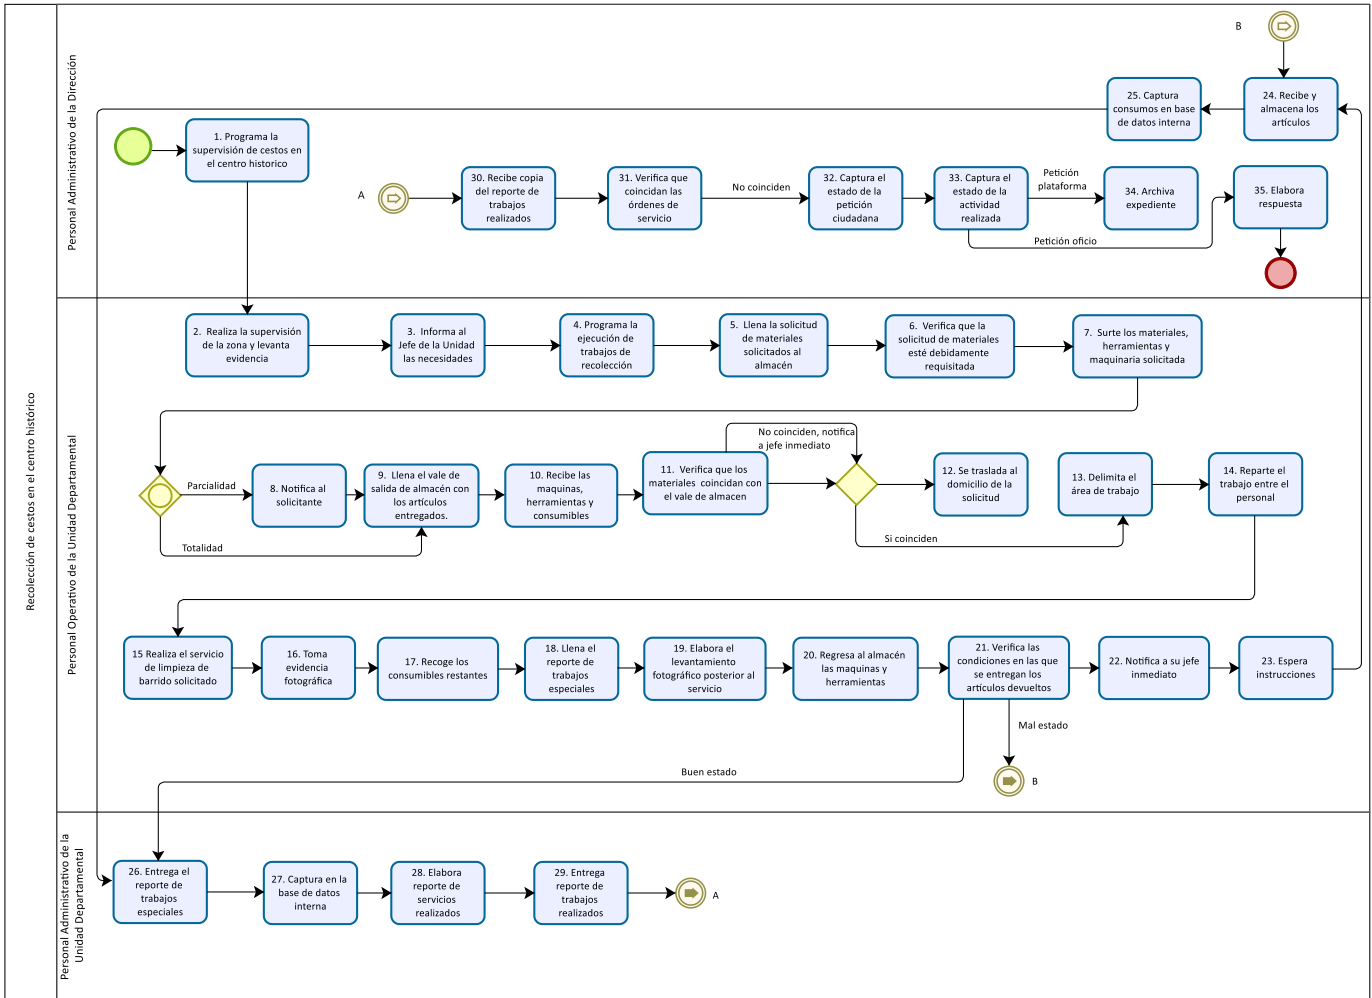 Recolección de cestos en el centro histórico
Personal Administrativo de la Dirección
B
25. Captura
consumos en base
de datos interna
24. Recibe y
almacena los
artículos
1. Programa la
supervisión de cestos en
el centro historico
A
30. Recibe copia
del reporte de
trabajos
realizados
31. Verifica que
coincidan las
órdenes de
servicio
No coinciden
32. Captura el
estado de la
petición
ciudadana
33. Captura el
estado de la
actividad
realizada
Petición
plataforma
34. Archiva
expediente
35. Elabora
respuesta
Petición oficio
Personal Operativo de la Unidad Departamental
2. Realiza la supervisión
de la zona y levanta
evidencia
3. Informa al
Jefe de la Unidad
las necesidades
4. Programa la
ejecución de
trabajos de
recolección
5. Llena la solicitud
de materiales
solicitados al
almacén
6. Verifica que la
solicitud de materiales
esté debidamente
requisitada
7. Surte los materiales,
herramientas y
maquinaria solicitada
Parcialidad
Totalidad
8. Notifica al
solicitante
9. Llena el vale de
salida de almacén con
los artículos
entregados.
10. Recibe las
maquinas,
herramientas y
consumibles
11. Verifica que los
materiales coincidan con
el vale de almacen
No coinciden, notifica
a jefe inmediato
Si coinciden
12. Se traslada al
domicilio de la
solicitud
13. Delimita el
área de trabajo
14. Reparte el
trabajo entre el
personal
15 Realiza el servicio
de limpieza de
barrido solicitado
16. Toma
evidencia
fotográfica
17. Recoge los
consumibles restantes
18. Llena el
reporte de
trabajos
especiales
19. Elabora el
levantamiento
fotográfico posterior al
servicio
20. Regresa al almacén
las maquinas y
herramientas
21. Verifica las
condiciones en las que
se entregan los
artículos devueltos
22. Notifica a su jefe
inmediato
23. Espera
instrucciones
Mal estado
B
Buen estado
Personal Administrativo de la
Unidad Departamental
26. Entrega el
reporte de
trabajos
especiales
27. Captura en la
base de datos
interna
28. Elabora
reporte de
servicios
realizados
29. Entrega
reporte de
trabajos
realizados
A